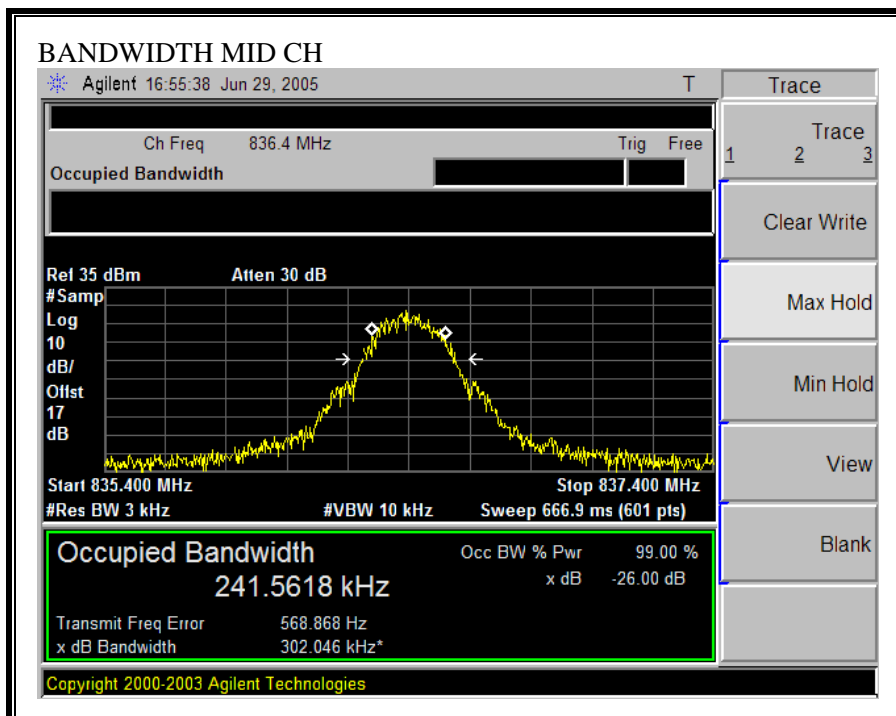 BANDWIDTH MID CH
Agilent 16:55:38 Jun 29, 2005 T
Trace
Ch Freq 836.4 MHz Trig Free
Occupied Bandwidth
Trace
1 2 3
Clear Write
Max Hold
Min Hold
View
Blank
Ref 35 dBm Atten 30 dB
#Samp
Log
10
dB/
Offst
17
dB
Start 835.400 MHz Stop 837.400 MHz
#Res BW 3 kHz #VBW 10 kHz Sweep 666.9 ms (601 pts)
Occupied Bandwidth Occ BW % Pwr 99.00 %
241.5618 kHz x dB -26.00 dB
Transmit Freq Error 568.868 Hz
x dB Bandwidth 302.046 kHz*
Copyright 2000-2003 Agilent Technologies